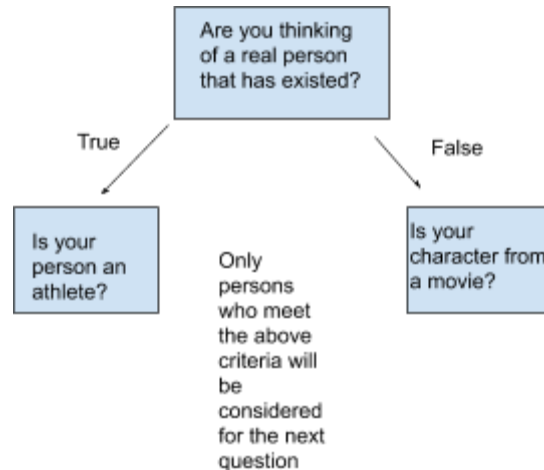 Are you thinking
of a real person
that has existed?
True
False
Is your
person an
athlete?
Is your
character from
a movie?
Only
persons
who meet
the above
criteria will
be
considered
for the next
question